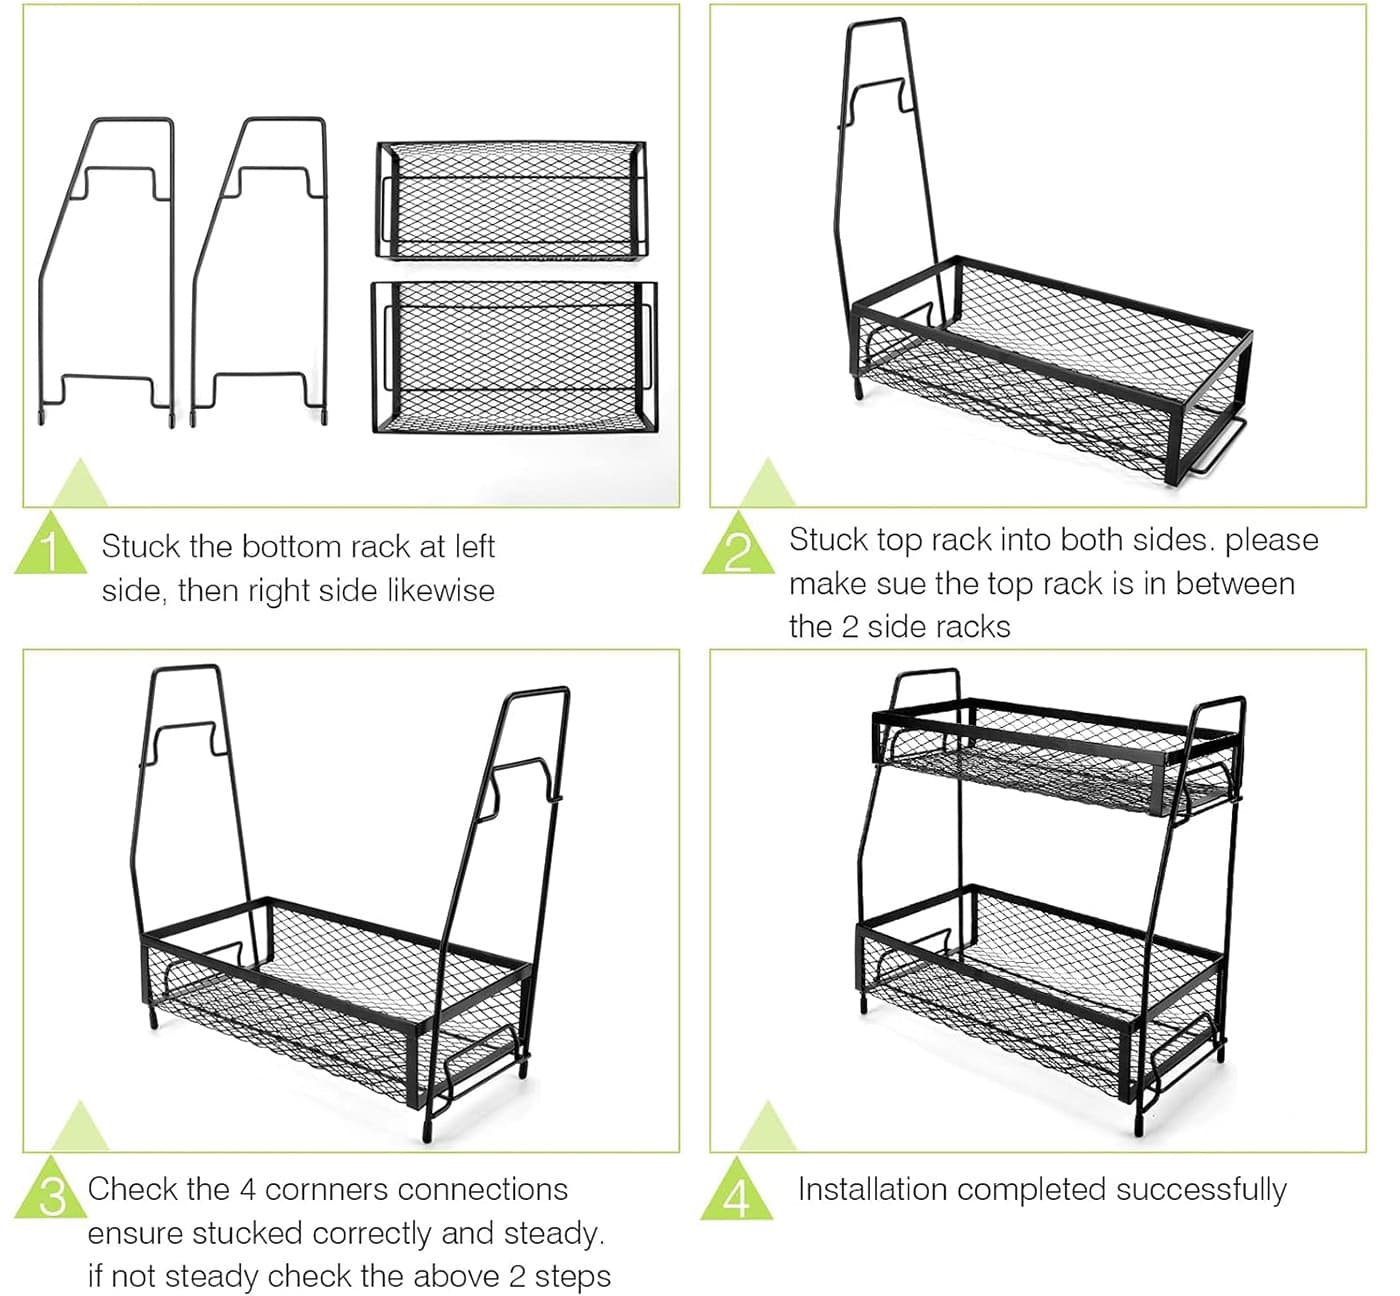 1
Stuck the bottom rack at left
side, then right side likewise
2
Stuck top rack into both sides. please
make sue the top rack is in between
the 2 side racks
3
Check the 4 cornners connections
ensure stucked correctly and steady.
if not steady check the above 2 steps
4
Installation completed successfully